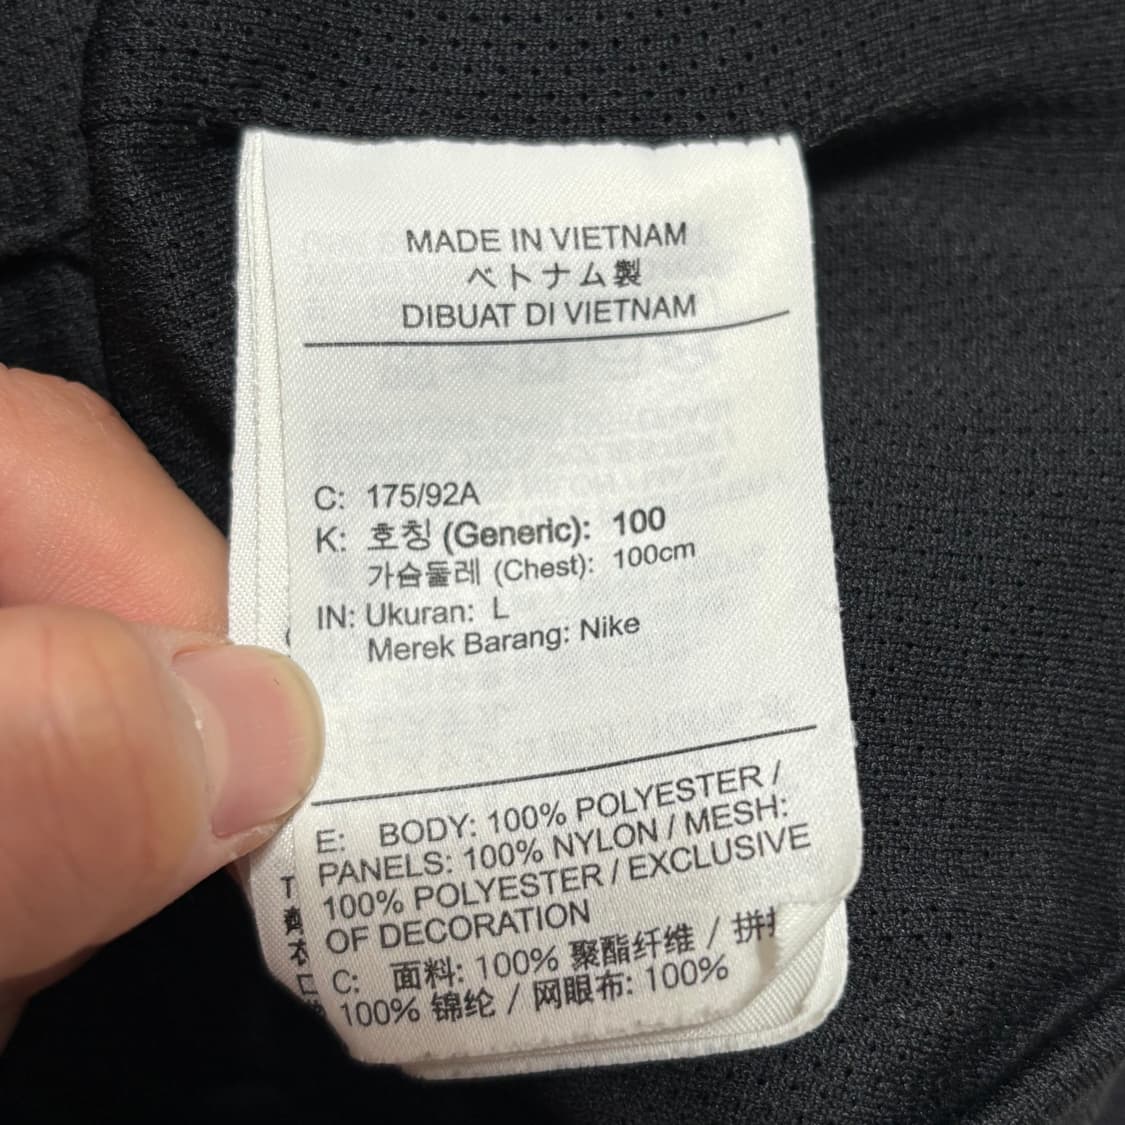 MADE IN VIETNAM
ベトナム製
DIBUAT DI VIETNAM
C: 175/92A
K: 호칭 (Generic): 100
가슴둘레 (Chest): 100cm
IN: Ukuran: L
Merek Barang: Nike
E: BODY: 100% POLYESTER /
PANELS: 100% NYLON / MESH:
100% POLYESTER / EXCLUSIVE
OF DECORATION
C: 面料: 100% 聚酯纤维 /
100% 锦纶 / 网眼布: 100%